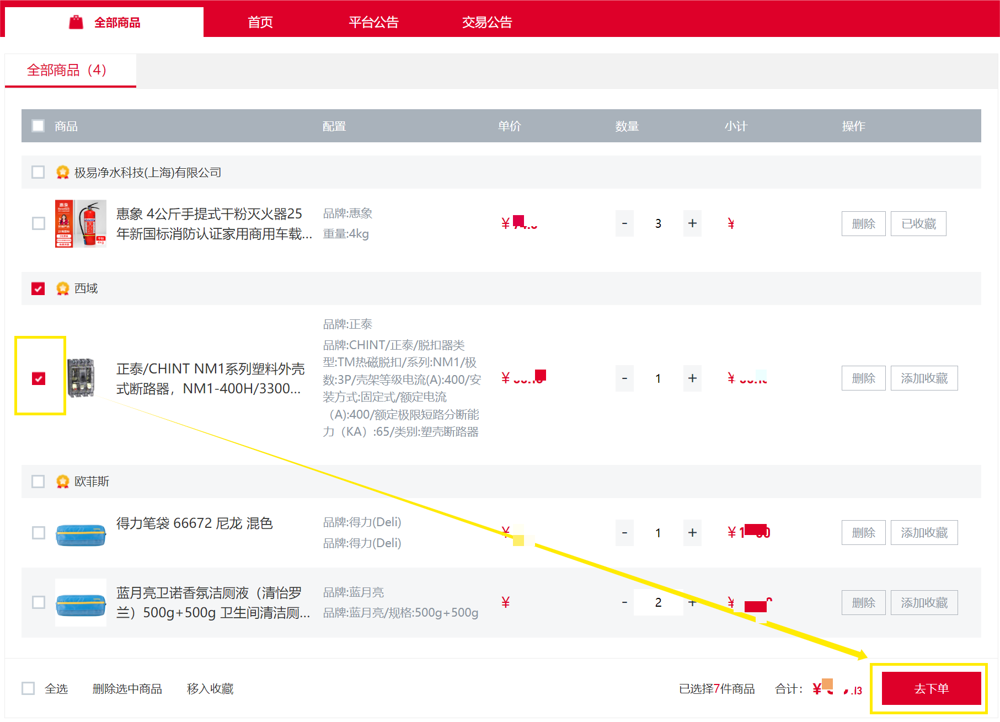 全部商品
首页
平台公告
交易公告
全部商品（4）
商品 配置 单价 数量 小计 操作
极易净水科技(上海)有限公司
惠象 4公斤手提式干粉灭火器25
年新国标消防认证家用商用车载...
品牌:惠象
重量:4kg
¥
- 3 +
¥
删除 已收藏
西域
正泰/CHINT NM1系列塑料外壳
式断路器，NM1-400H/3300...
品牌:正泰
品牌:CHINT/正泰/脱扣器类
型:TM热磁脱扣/系列:NM1/极
数:3P/壳架等级电流(A):400/安
装方式:固定式/额定电流
（A):400/额定极限短路分断能
力（KA）:65/类别:塑壳断路器
¥
- 1 +
¥
删除 添加收藏
欧菲斯
得力笔袋 66672 尼龙 混色
品牌:得力(Deli)
品牌:得力(Deli)
¥
- 1 +
¥
删除 添加收藏
蓝月亮卫诺香氛洁厕液（清怡罗
兰）500g+500g 卫生间清洁厕...
品牌:蓝月亮
品牌:蓝月亮/规格:500g+500g
¥
- 2 +
¥
删除 添加收藏
全选 删除选中商品 移入收藏 已选择7件商品 合计： ¥ 去下单